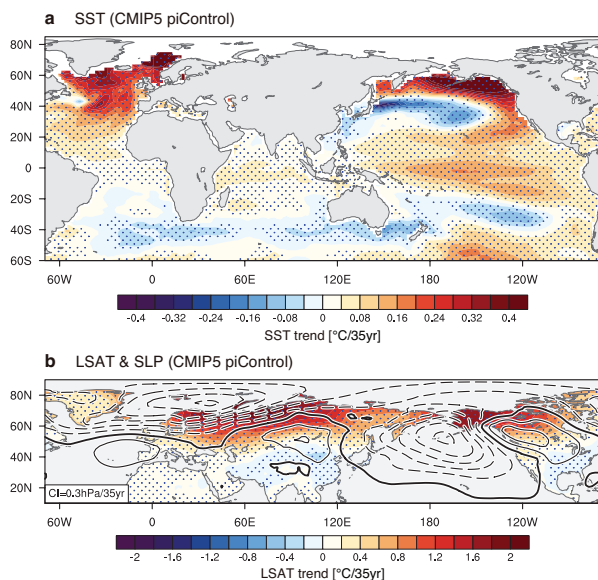 a SST (CMIP5 piControl)
80N
60N
40N
20N
0
20S
40S
60S
60W 0 60E 120E 180 120W
-0.4 -0.32 -0.24 -0.16 -0.08 0 0.08 0.16 0.24 0.32 0.4
SST trend [°C/35yr]
b LSAT & SLP (CMIP5 piControl)
80N
60N
40N
20N
CI=0.3hPa/35yr
60W 0 60E 120E 180 120W
-2 -1.6 -1.2 -0.8 -0.4 0 0.4 0.8 1.2 1.6 2
LSAT trend [°C/35yr]